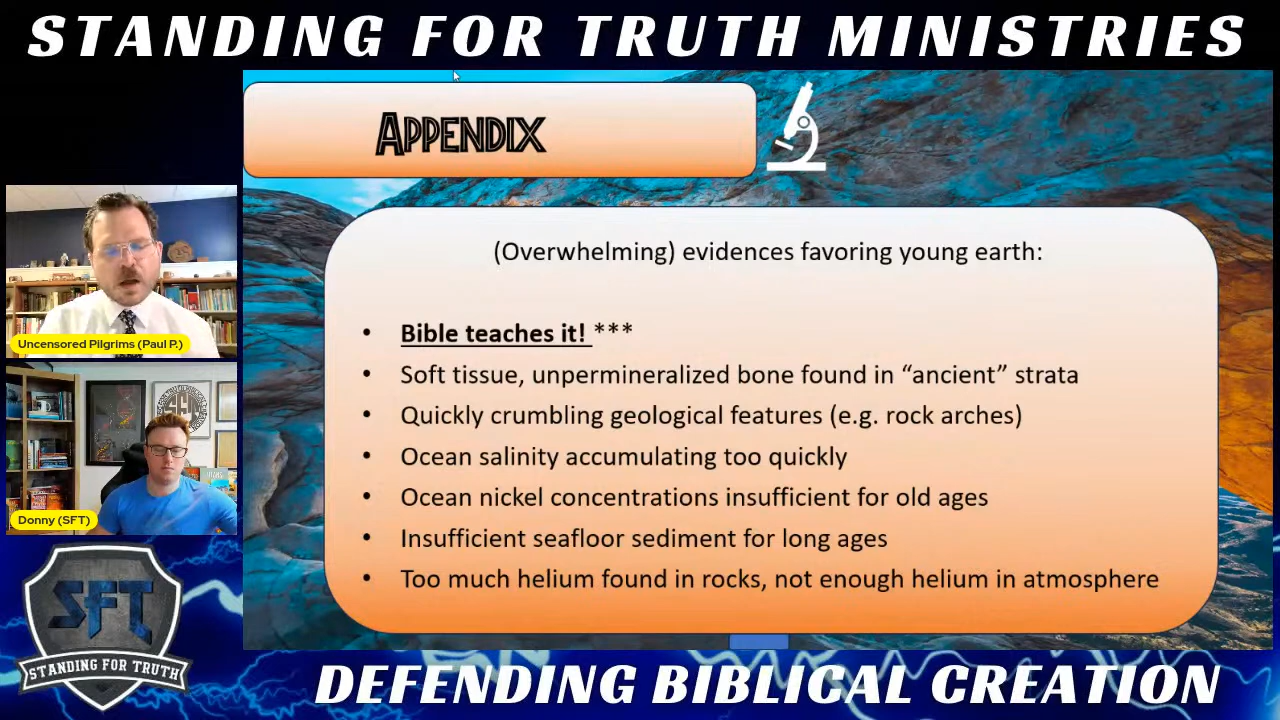 STANDING FOR TRUTH MINISTRIES
APPENDIX
(Overwhelming) evidences favoring young earth:
• Bible teaches it! ***
• Soft tissue, unpermineralized bone found in “ancient” strata
• Quickly crumbling geological features (e.g. rock arches)
• Ocean salinity accumulating too quickly
• Ocean nickel concentrations insufficient for old ages
• Insufficient seafloor sediment for long ages
• Too much helium found in rocks, not enough helium in atmosphere
Uncensored Pilgrims (Paul P.)
Donny (SFT)
SFT
STANDING FOR TRUTH
DEFENDING BIBLICAL CREATION